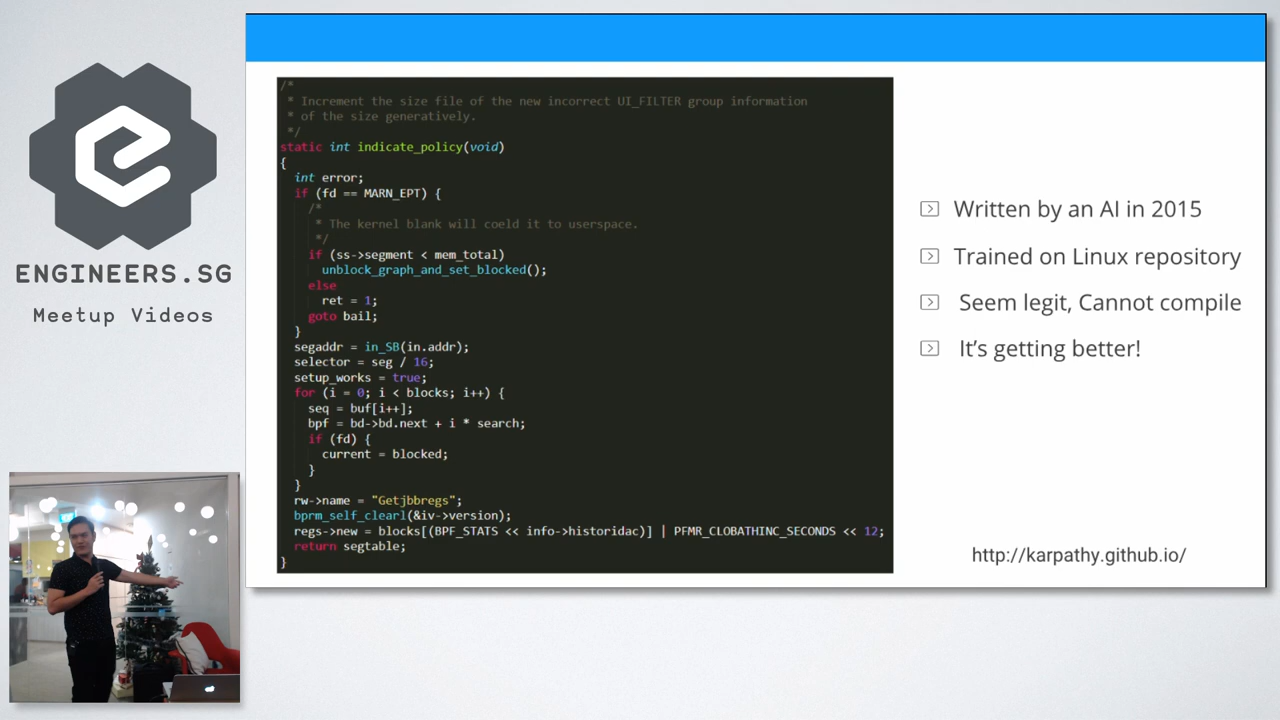 ENGINEERS.SG
Meetup Videos
/*
* Increment the size file of the new incorrect UI_FILTER group information
* of the size generatively.
*/
static int indicate_policy(void)
{
int error;
if (fd == MARN_EPT) {
/*
* The kernel blank will coeld it to userspace.
*/
if (ss->segment < mem_total)
unblock_graph_and_set_blocked();
else
ret = 1;
goto bail;
}
segaddr = in_SB(in.addr);
selector = seg / 16;
setup_works = true;
for (i = 0; i < blocks; i++) {
seq = buf[i++];
bpf = bd->bd.next + i * search;
if (fd) {
current = blocked;
}
}
rw->name = "Getjbbregs";
bprm_self_clearl(&iv->version);
regs->new = blocks[(BPF_STATS << info->historidac)] | PFMR_CLOBATHINC_SECONDS << 12;
return segtable;
}
Written by an AI in 2015
Trained on Linux repository
Seem legit, Cannot compile
It's getting better!
http://karpathy.github.io/